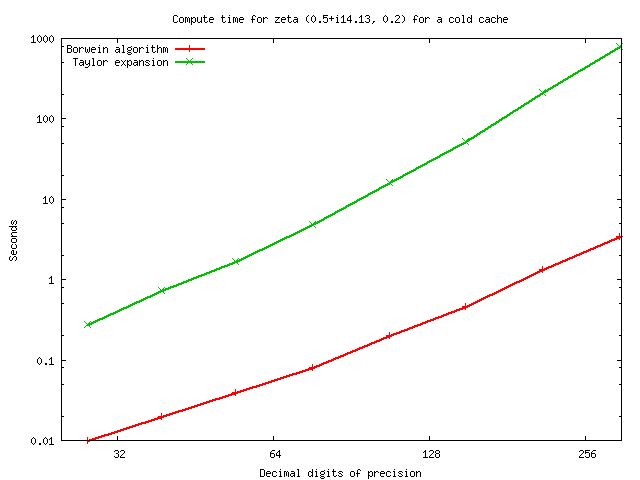 Compute time for zeta (0.5+i14.13, 0.2) for a cold cache
1000
Borwein algorithm
Taylor expansion
100
10
Seconds
1
0.1
0.01
32 64 128 256
Decimal digits of precision